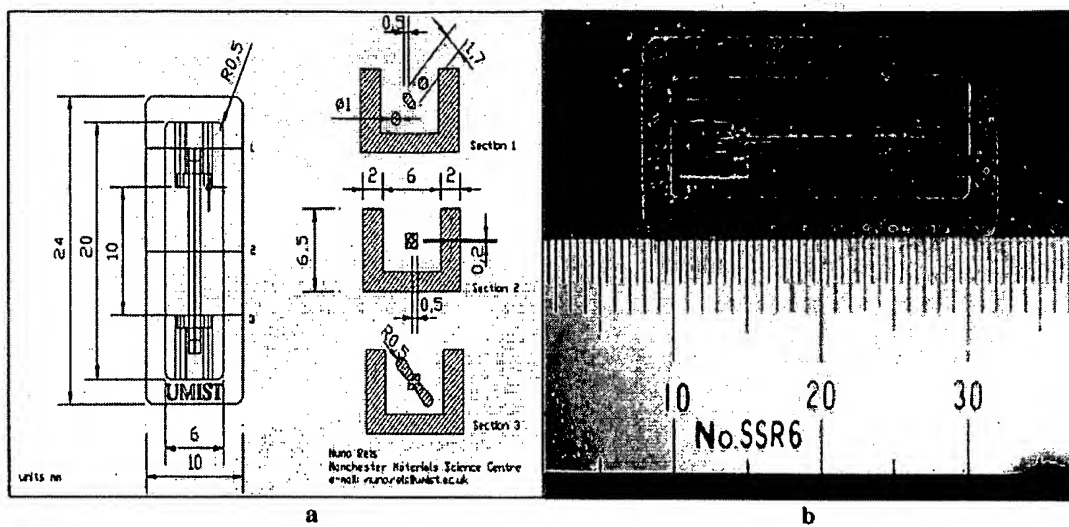 0,5
1,7
R0,5
ø1
Section 1
1
24
20
10
2
2 6 2
6,5
0,2
Section 2
0,5
3
R0,5
UMIST
6
10
Section 3
Nuno Reis
Manchester Materials Science Centre
e-mail: nuno.reis@umist.ac.uk
units mm
10 20 30
No.SSR6
a b